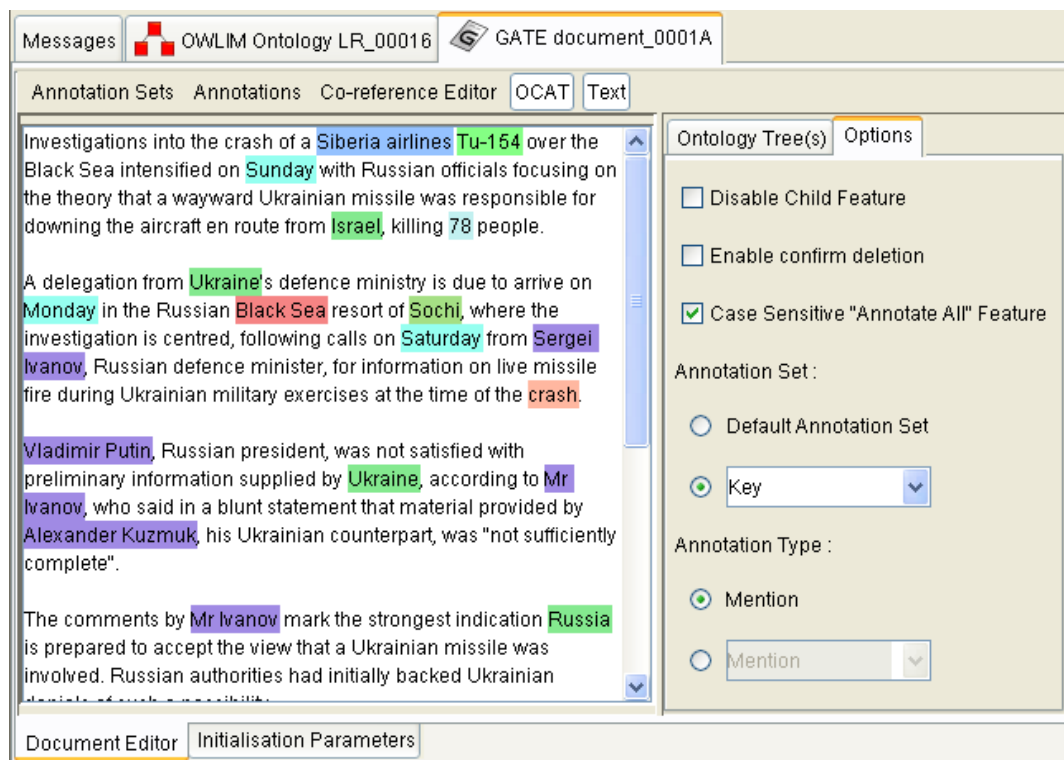 Messages OWLIM Ontology LR_00016 GATE document_0001A
Annotation Sets Annotations Co-reference Editor OCAT Text
Investigations into the crash of a Siberia airlines Tu-154 over the
Black Sea intensified on Sunday with Russian officials focusing on
the theory that a wayward Ukrainian missile was responsible for
downing the aircraft en route from Israel, killing 78 people.
A delegation from Ukraine's defence ministry is due to arrive on
Monday in the Russian Black Sea resort of Sochi, where the
investigation is centred, following calls on Saturday from Sergei
Ivanov, Russian defence minister, for information on live missile
fire during Ukrainian military exercises at the time of the crash.
Vladimir Putin, Russian president, was not satisfied with
preliminary information supplied by Ukraine, according to Mr
Ivanov, who said in a blunt statement that material provided by
Alexander Kuzmuk, his Ukrainian counterpart, was "not sufficiently
complete".
The comments by Mr Ivanov mark the strongest indication Russia
is prepared to accept the view that a Ukrainian missile was
involved. Russian authorities had initially backed Ukrainian
Ontology Tree(s) Options
Disable Child Feature
Enable confirm deletion
Case Sensitive "Annotate All" Feature
Annotation Set :
Default Annotation Set
Key
Annotation Type :
Mention
Mention
Document Editor Initialisation Parameters